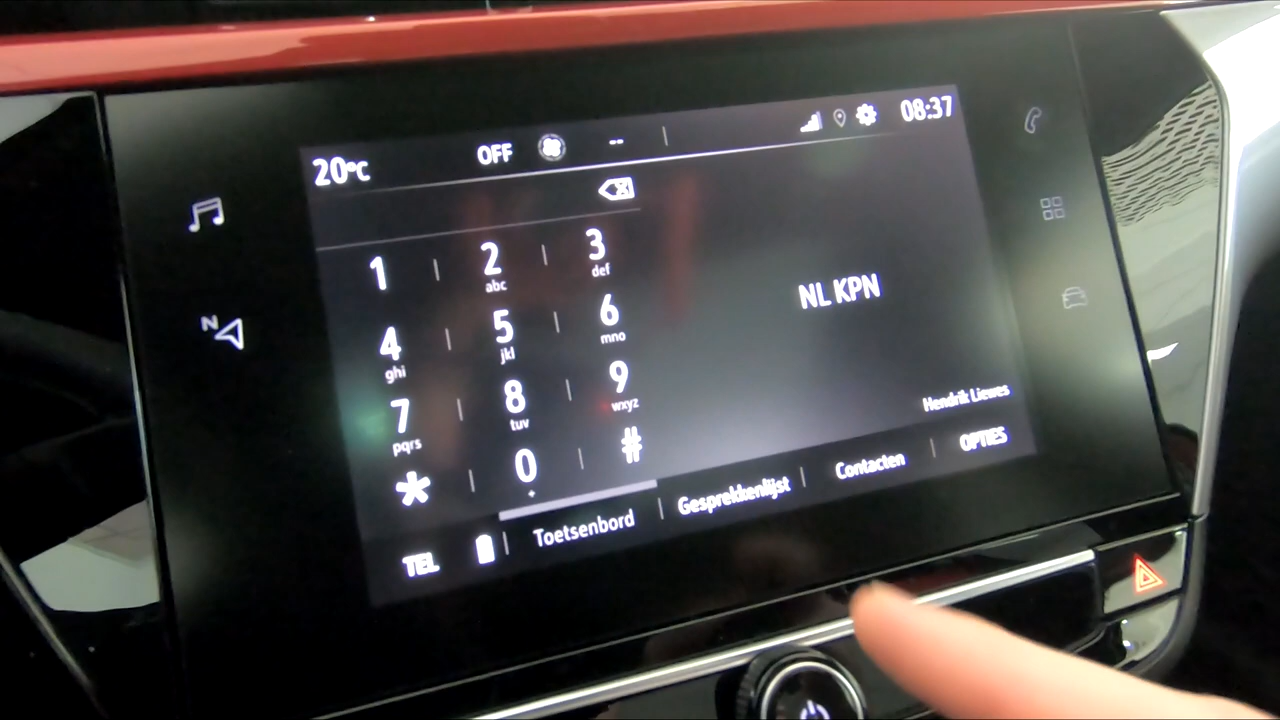 20°C OFF -- 08:37
1 2 abc 3 def
4 ghi 5 jkl 6 mno
7 pqrs 8 tuv 9 wxyz
* 0 + #
NL KPN
Hendrik Liewes
TEL Toetsenbord Gesprekkenlijst Contacten OPTIES
N